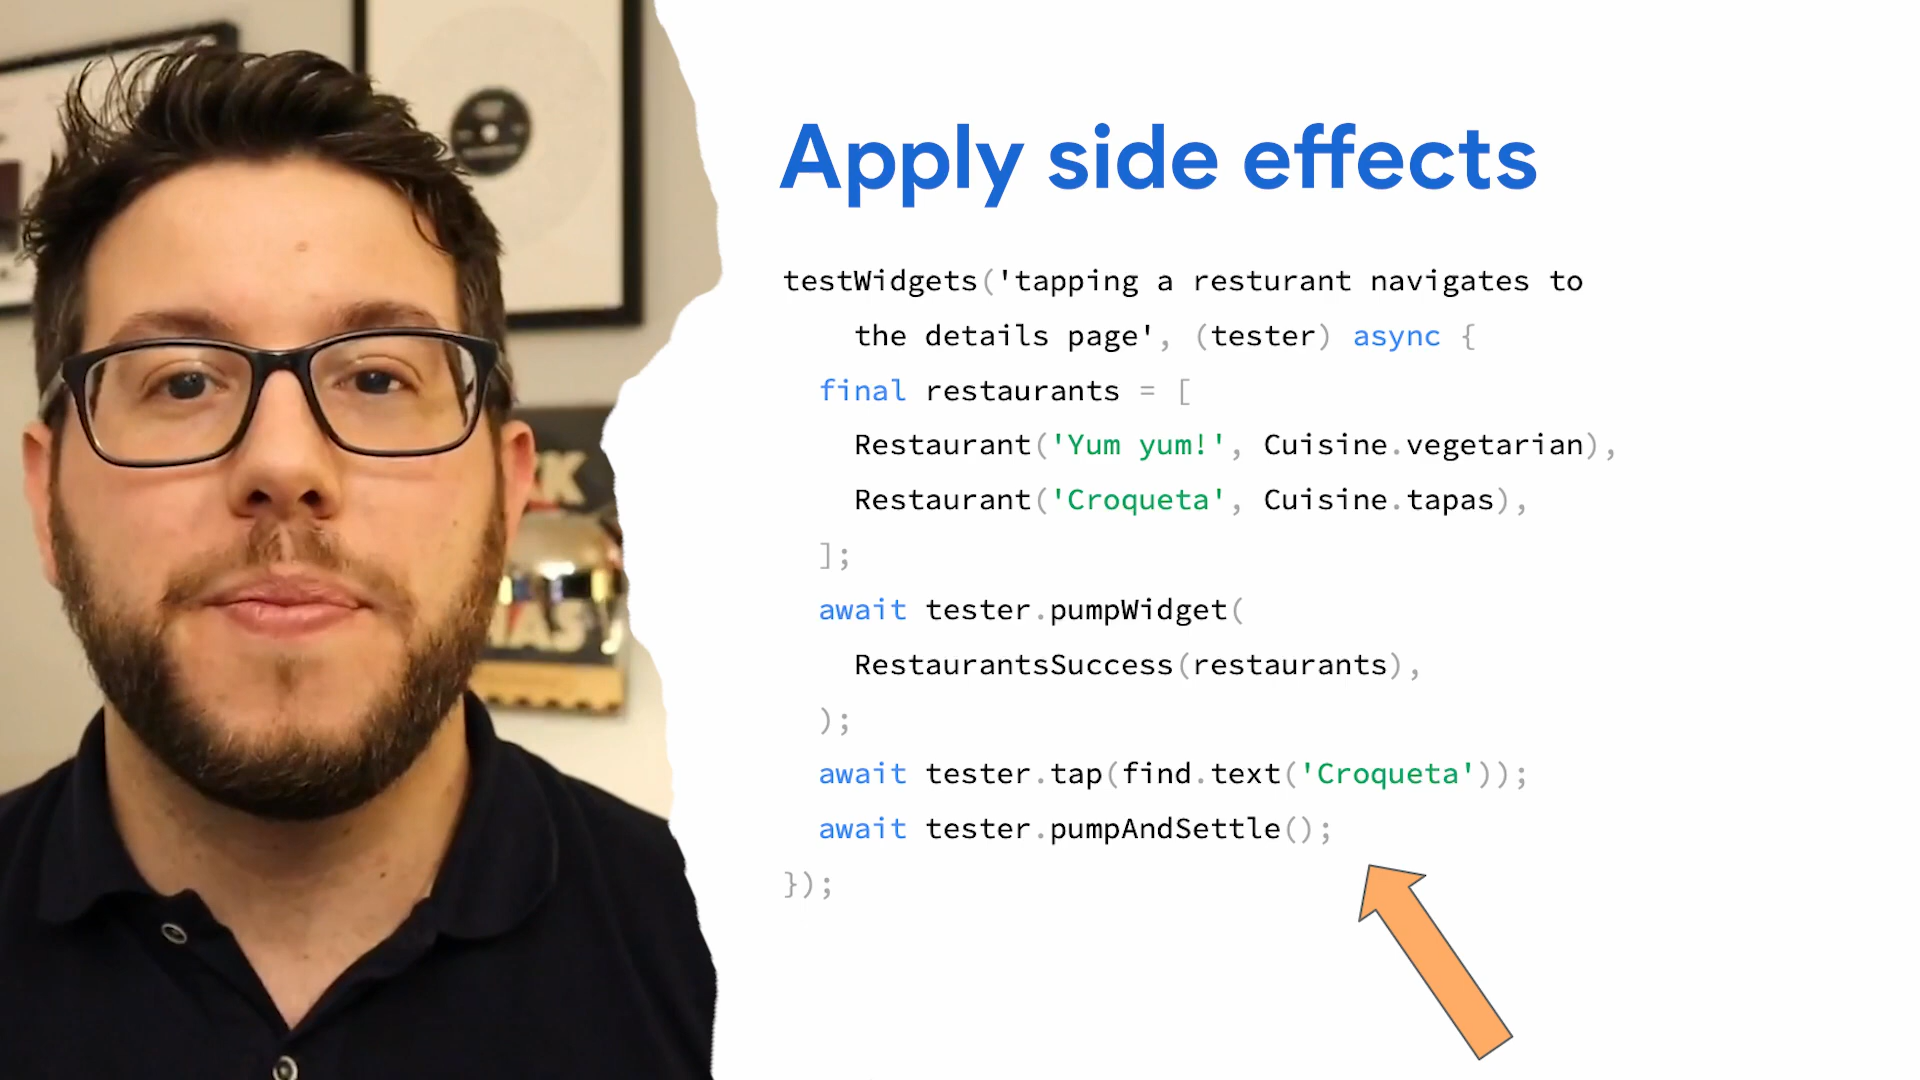 Apply side effects
testWidgets('tapping a resturant navigates to
the details page', (tester) async {
final restaurants = [
Restaurant('Yum yum!', Cuisine.vegetarian),
Restaurant('Croqueta', Cuisine.tapas),
];
await tester.pumpWidget(
RestaurantsSuccess(restaurants),
);
await tester.tap(find.text('Croqueta'));
await tester.pumpAndSettle();
});